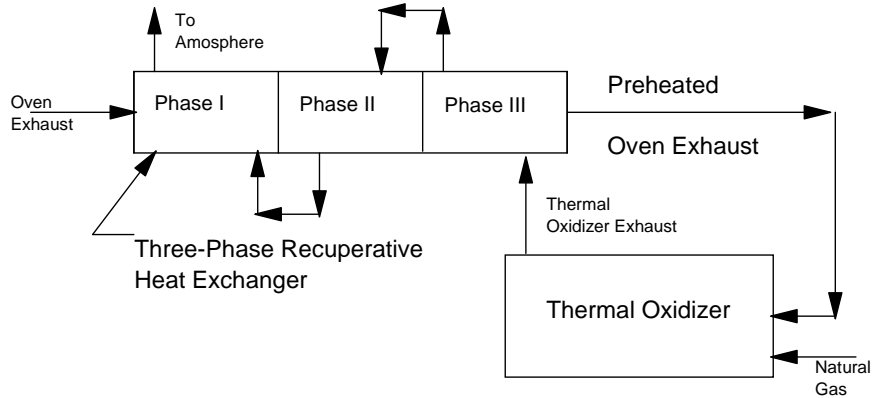 To
Amosphere
Oven
Exhaust
Phase I
Phase II
Phase III
Preheated
Oven Exhaust
Thermal
Oxidizer Exhaust
Three-Phase Recuperative
Heat Exchanger
Thermal Oxidizer
Natural
Gas